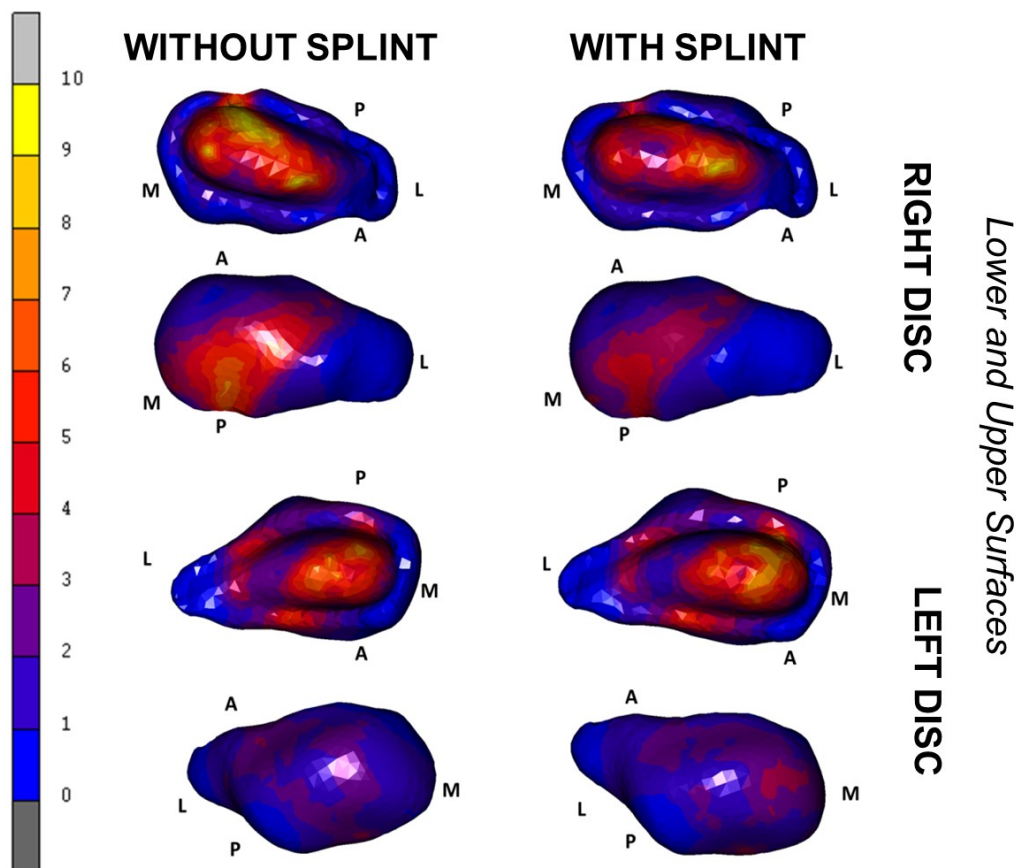 WITHOUT SPLINT
WITH SPLINT
10
9
8
7
6
5
4
3
2
1
0
P
M
L
A
P
M
L
A
A
L
M
P
A
L
M
P
RIGHT DISC
P
L
M
A
P
L
M
A
A
M
L
P
A
M
L
P
LEFT DISC
Lower and Upper Surfaces